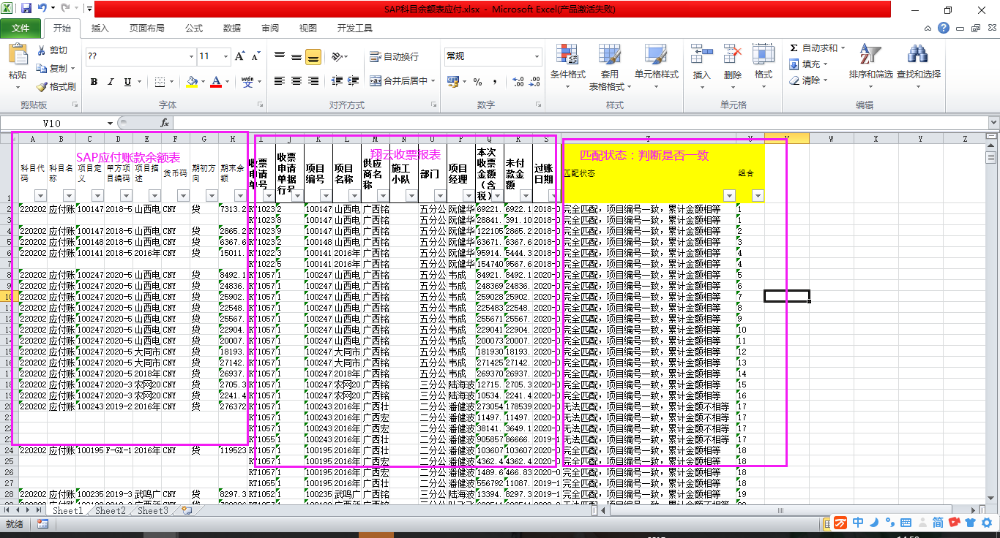 SAP科目余额表应付.xlsx - Microsoft Excel(产品激活失败)
文件 开始 插入 页面布局 公式 数据 审阅 视图 开发工具
剪切 ?? 11 自动换行 常规 自动求和
粘贴 复制 条件格式 套用 单元格样式 插入 删除 格式 填充 排序和筛选 查找和选择
格式刷 B I U 合并后居中 表格格式 清除
剪贴板 字体 对齐方式 数字 样式 单元格 编辑
V10 fx
A B C D E F G H I J K L M N O P Q R S T U V W X Y Z
SAP应付账款余额表 翔云收票报表 匹配状态：判断是否一致
1 科目代码 科目名称 项目定义 甲方项目编码 项目描述 货币码 期初方向 期末余额 收票申请单号 收票申请单据行号 项目编号 项目名称 供应商名称 施工小队 部门 项目经理 本次收票金额（含税） 未付款金额 过账日期 匹配状态 组合
2 220202 应付账 100147 2018-5 山西电 CNY 贷 7313.2 RT1023 2 100147 山西电 广西铭 五分公 阮健华 69221. 6922.1 2018-0 完全匹配，项目编号一致，累计金额相等 1
3 RT1023 6 100147 山西电 广西铭 五分公 阮健华 28841. 391.10 2018-0 完全匹配，项目编号一致，累计金额相等 1
4 220202 应付账 100147 2018-5 山西电 CNY 贷 2865.2 RT1023 9 100147 山西电 广西铭 五分公 阮健华 122105 2865.2 2018-0 完全匹配，项目编号一致，累计金额相等 2
5 220202 应付账 100148 2018-5 山西电 CNY 贷 6367.6 RT1023 2 100148 山西电 广西铭 五分公 阮健华 63671. 6367.6 2018-0 完全匹配，项目编号一致，累计金额相等 3
6 220202 应付账 100141 2018-5 2016年 CNY 贷 15011. RT1022 3 100141 2016年 广西铭 五分公 阮健华 95914. 5444.3 2018-0 完全匹配，项目编号一致，累计金额相等 4
7 RT1022 5 100141 2016年 广西铭 五分公 阮健华 154740 9567.6 2018-0 完全匹配，项目编号一致，累计金额相等 4
8 220202 应付账 100247 2020-5 山西电 CNY 贷 8492.1 RT1057 1 100247 山西电 广西铭 五分公 韦成 84921. 8492.1 2020-0 完全匹配，项目编号一致，累计金额相等 5
9 220202 应付账 100247 2020-5 山西电 CNY 贷 24836. RT1057 1 100247 山西电 广西铭 五分公 韦成 248369 24836. 2020-0 完全匹配，项目编号一致，累计金额相等 6
10 220202 应付账 100247 2020-5 山西电 CNY 贷 25902. RT1057 1 100247 山西电 广西铭 五分公 韦成 259028 25902. 2020-0 完全匹配，项目编号一致，累计金额相等 7
11 220202 应付账 100247 2020-5 山西电 CNY 贷 22548. RT1057 1 100247 山西电 广西铭 五分公 韦成 225483 22548. 2020-0 完全匹配，项目编号一致，累计金额相等 8
12 220202 应付账 100247 2020-5 山西电 CNY 贷 25567. RT1057 1 100247 山西电 广西铭 五分公 韦成 255671 25567. 2020-0 完全匹配，项目编号一致，累计金额相等 9
13 220202 应付账 100247 2020-5 山西电 CNY 贷 22904. RT1057 1 100247 山西电 广西铭 五分公 韦成 229041 22904. 2020-0 完全匹配，项目编号一致，累计金额相等 10
14 220202 应付账 100247 2020-5 山西电 CNY 贷 20007. RT1057 1 100247 山西电 广西铭 五分公 韦成 200073 20007. 2020-0 完全匹配，项目编号一致，累计金额相等 11
15 220202 应付账 100247 2020-5 大同市 CNY 贷 18193. RT1057 1 100247 大同市 广西铭 五分公 韦成 181930 18193. 2020-0 完全匹配，项目编号一致，累计金额相等 12
16 220202 应付账 100247 2020-5 大同市 CNY 贷 27142. RT1057 1 100247 大同市 广西铭 五分公 韦成 271425 27142. 2020-0 完全匹配，项目编号一致，累计金额相等 13
17 220202 应付账 100247 2020-5 2018年 CNY 贷 26937. RT1057 1 100247 2018年 广西铭 五分公 韦成 269370 26937. 2020-0 完全匹配，项目编号一致，累计金额相等 14
18 220202 应付账 100247 2020-3 农网20 CNY 贷 2705.3 RT1057 1 100247 农网20 广西铭 三分公 陆海波 12715. 2705.3 2020-0 完全匹配，项目编号一致，累计金额相等 15
19 220202 应付账 100247 2020-3 农网20 CNY 贷 2241.4 RT1057 1 100247 农网20 广西铭 三分公 陆海波 10534. 2241.4 2020-0 完全匹配，项目编号一致，累计金额相等 16
20 220202 应付账 100243 2019-2 2016年 CNY 贷 276372 RT1057 1 100243 2016年 广西壮 二分公 潘健波 273054 178539 2020-0 无法匹配，项目编号一致，累计金额不相等 17
21 RT1057 1 100243 2016年 广西宏 二分公 潘健波 11497. 11497. 2020-0 无法匹配，项目编号一致，累计金额不相等 17
22 RT1057 1 100243 2016年 广西宏 二分公 潘健波 38141. 3649.1 2020-0 无法匹配，项目编号一致，累计金额不相等 17
23 RT1055 1 100243 2016年 广西壮 二分公 潘健波 905857 86666. 2019-1 无法匹配，项目编号一致，累计金额不相等 17
24 220202 应付账 100195 F-GX-1 2016年 CNY 贷 119523 RT1057 1 100195 2016年 广西壮 二分公 潘健波 103607 103607 2020-0 完全匹配，项目编号一致，累计金额相等 18
25 RT1057 1 100195 2016年 广西宏 二分公 潘健波 4362.4 4362.4 2020-0 完全匹配，项目编号一致，累计金额相等 18
26 RT1057 1 100195 2016年 广西宏 二分公 潘健波 1489.6 466.83 2020-0 完全匹配，项目编号一致，累计金额相等 18
27 RT1055 1 100195 2016年 广西壮 二分公 潘健波 556792 11087. 2019-1 完全匹配，项目编号一致，累计金额相等 18
28 220202 应付账 100235 2019-3 武鸣广 CNY 贷 8297.3 RT1052 1 100235 武鸣广 广西铭 三分公 陆海波 13394. 8297.3 2019-1 完全匹配，项目编号一致，累计金额相等 19
Sheet1 Sheet2 Sheet3
就绪 中 简